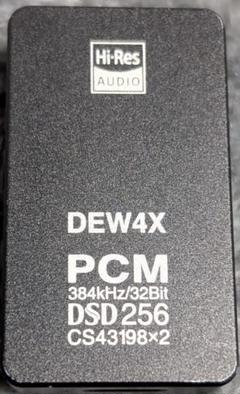 Hi-Res
AUDIO
DEW4X
PCM
384kHz/32Bit
DSD256
CS43198×2